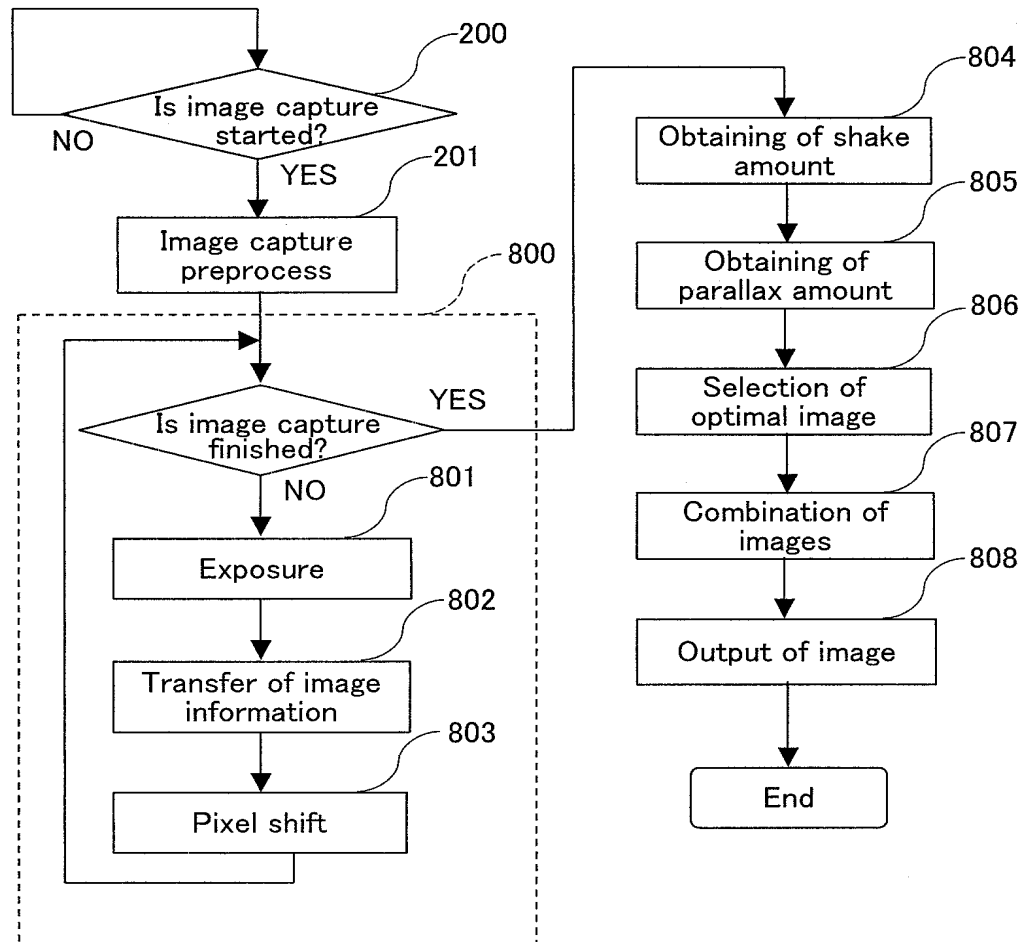 200
Is image capture
started?
NO
YES
201
Image capture
preprocess
800
Is image capture
finished?
YES
NO
801
Exposure
802
Transfer of image
information
803
Pixel shift
804
Obtaining of shake
amount
805
Obtaining of
parallax amount
806
Selection of
optimal image
807
Combination of
images
808
Output of image
End